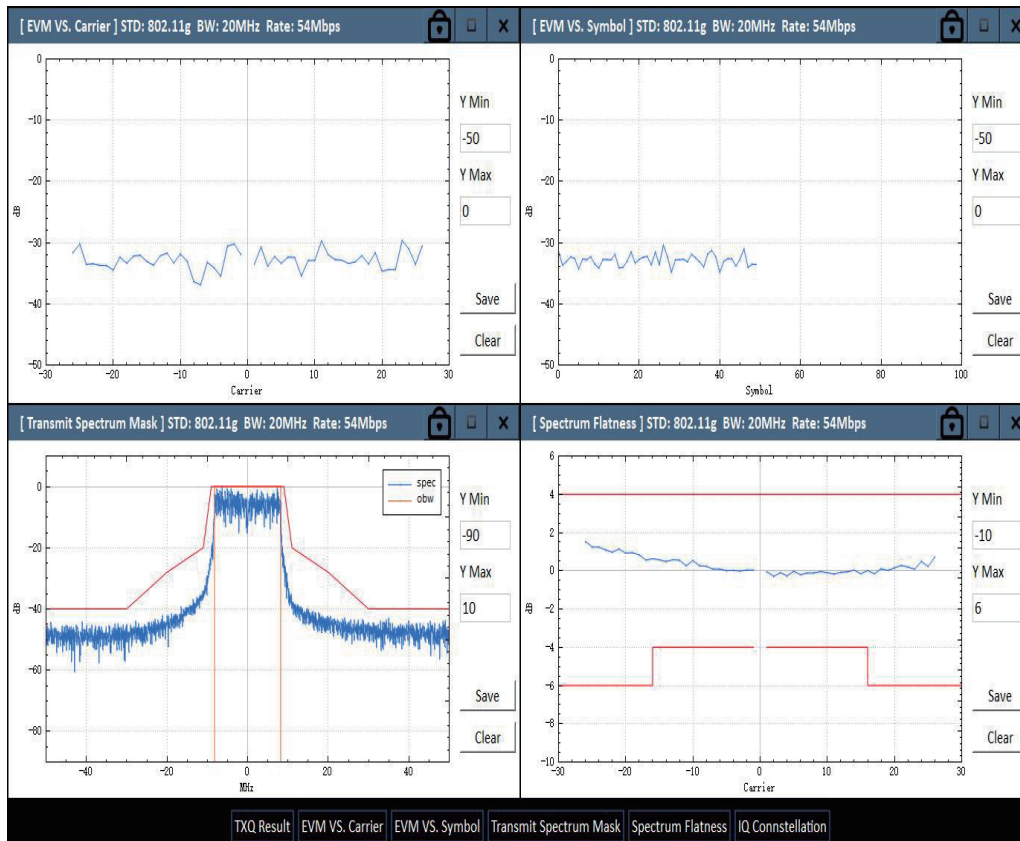 [ EVM VS. Carrier ] STD: 802.11g BW: 20MHz Rate: 54Mbps
0
-10
-20
-30
-40
-50
dB
-30 -20 -10 0 10 20 30
Carrier
Y Min
-50
Y Max
0
Save
Clear
[ EVM VS. Symbol ] STD: 802.11g BW: 20MHz Rate: 54Mbps
0
-10
-20
-30
-40
-50
dB
0 20 40 60 80 100
Symbol
Y Min
-50
Y Max
0
Save
Clear
[ Transmit Spectrum Mask ] STD: 802.11g BW: 20MHz Rate: 54Mbps
0
-20
-40
-60
-80
dB
spec
obw
-40 -20 0 20 40
MHz
Y Min
-90
Y Max
10
Save
Clear
[ Spectrum Flatness ] STD: 802.11g BW: 20MHz Rate: 54Mbps
6
4
2
0
-2
-4
-6
-8
-10
dB
-30 -20 -10 0 10 20 30
Carrier
Y Min
-10
Y Max
6
Save
Clear
TXQ Result EVM VS. Carrier EVM VS. Symbol Transmit Spectrum Mask Spectrum Flatness IQ Connstellation